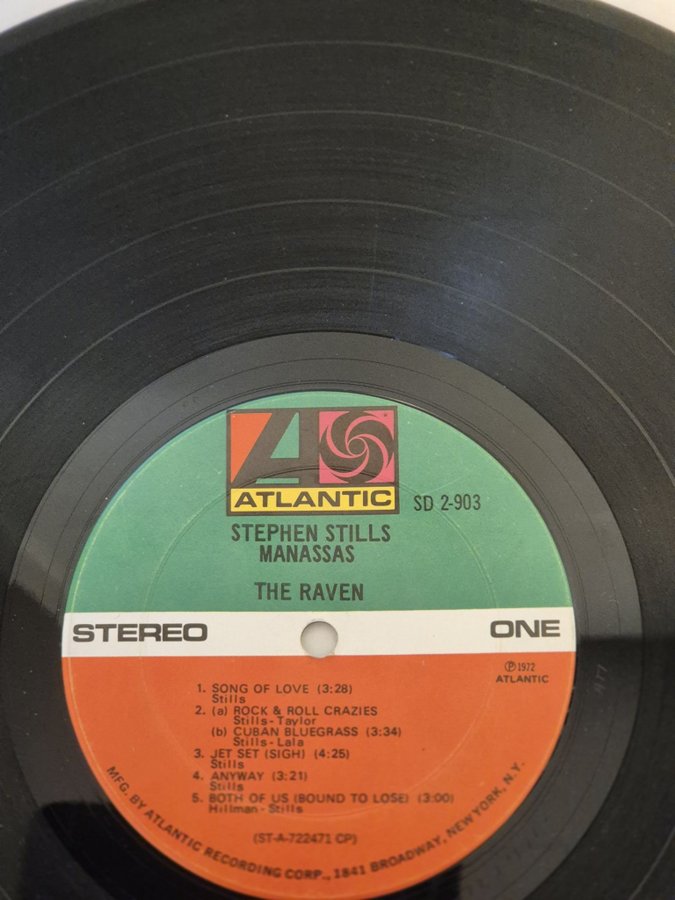 ATLANTIC
SD 2-903
STEPHEN STILLS
MANASSAS
THE RAVEN
STEREO
ONE
Ⓟ1972
ATLANTIC
1. SONG OF LOVE (3:28)
Stills
2. (a) ROCK & ROLL CRAZIES
Stills-Taylor
(b) CUBAN BLUEGRASS (3:34)
Stills-Lala
3. JET SET (SIGH) (4:25)
Stills
4. ANYWAY (3:21)
Stills
5. BOTH OF US (BOUND TO LOSE) (3:00)
Hillman-Stills
(ST-A-722471 CP)
MFG. BY ATLANTIC RECORDING CORP., 1841 BROADWAY, NEW YORK, N.Y.